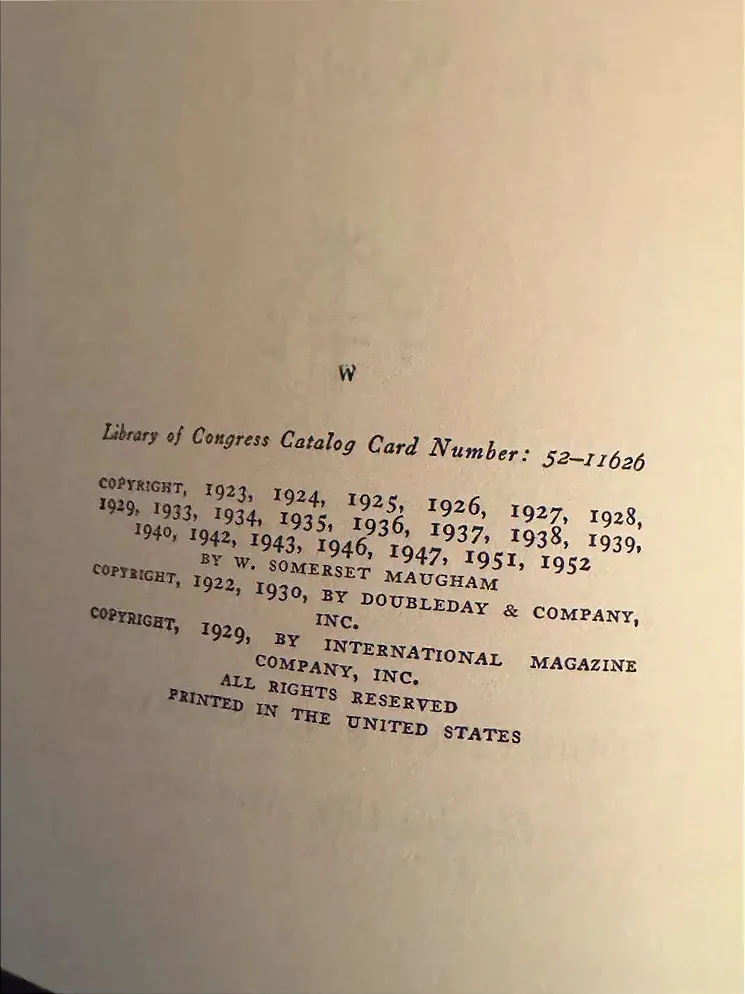 W
Library of Congress Catalog Card Number: 52–11626
COPYRIGHT, 1923, 1924, 1925, 1926, 1927, 1928,
1929, 1933, 1934, 1935, 1936, 1937, 1938, 1939,
1940, 1942, 1943, 1946, 1947, 1951, 1952
BY W. SOMERSET MAUGHAM
COPYRIGHT, 1922, 1930, BY DOUBLEDAY & COMPANY,
INC.
COPYRIGHT, 1929, BY INTERNATIONAL MAGAZINE
COMPANY, INC.
ALL RIGHTS RESERVED
PRINTED IN THE UNITED STATES